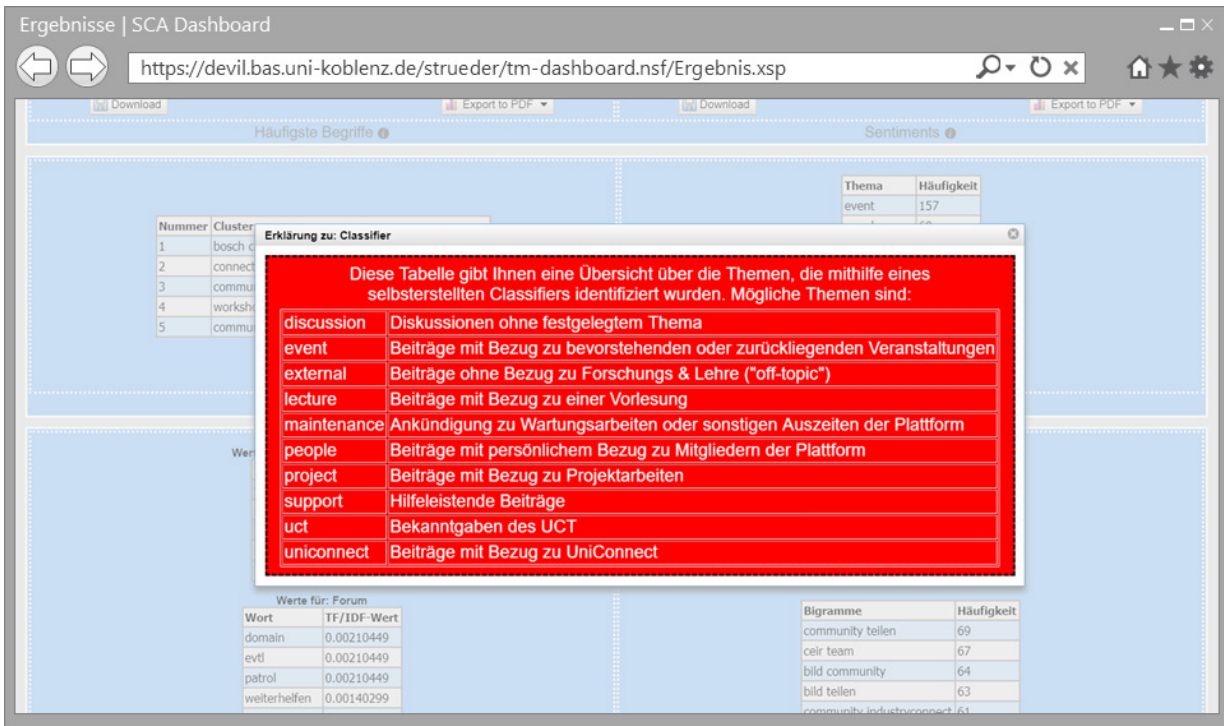 Ergebnisse | SCA Dashboard
https://devil.bas.uni-koblenz.de/strueder/tm-dashboard.nsf/Ergebnis.xsp
Download
Export to PDF
Download
Export to PDF
Häufigste Begriffe
Sentiments
Thema Häufigkeit
event 157
Nummer Cluster
1 bosch
2
3
4
5
Erklärung zu: Classifier
Diese Tabelle gibt Ihnen eine Übersicht über die Themen, die mithilfe eines
selbsterstellten Classifiers identifiziert wurden. Mögliche Themen sind:
discussion Diskussionen ohne festgelegtem Thema
event Beiträge mit Bezug zu bevorstehenden oder zurückliegenden Veranstaltungen
external Beiträge ohne Bezug zu Forschungs & Lehre ("off-topic")
lecture Beiträge mit Bezug zu einer Vorlesung
maintenance Ankündigung zu Wartungsarbeiten oder sonstigen Auszeiten der Plattform
people Beiträge mit persönlichem Bezug zu Mitgliedern der Plattform
project Beiträge mit Bezug zu Projektarbeiten
support Hilfeleistende Beiträge
uct Bekanntgaben des UCT
uniconnect Beiträge mit Bezug zu UniConnect
Werte für: Forum
Wort TF/IDF-Wert
domain 0.00210449
evtl 0.00210449
patrol 0.00210449
weiterhelfen 0.00140299
Bigramme Häufigkeit
community teilen 69
ceir team 67
bild community 64
bild teilen 63
community industryconnect 61